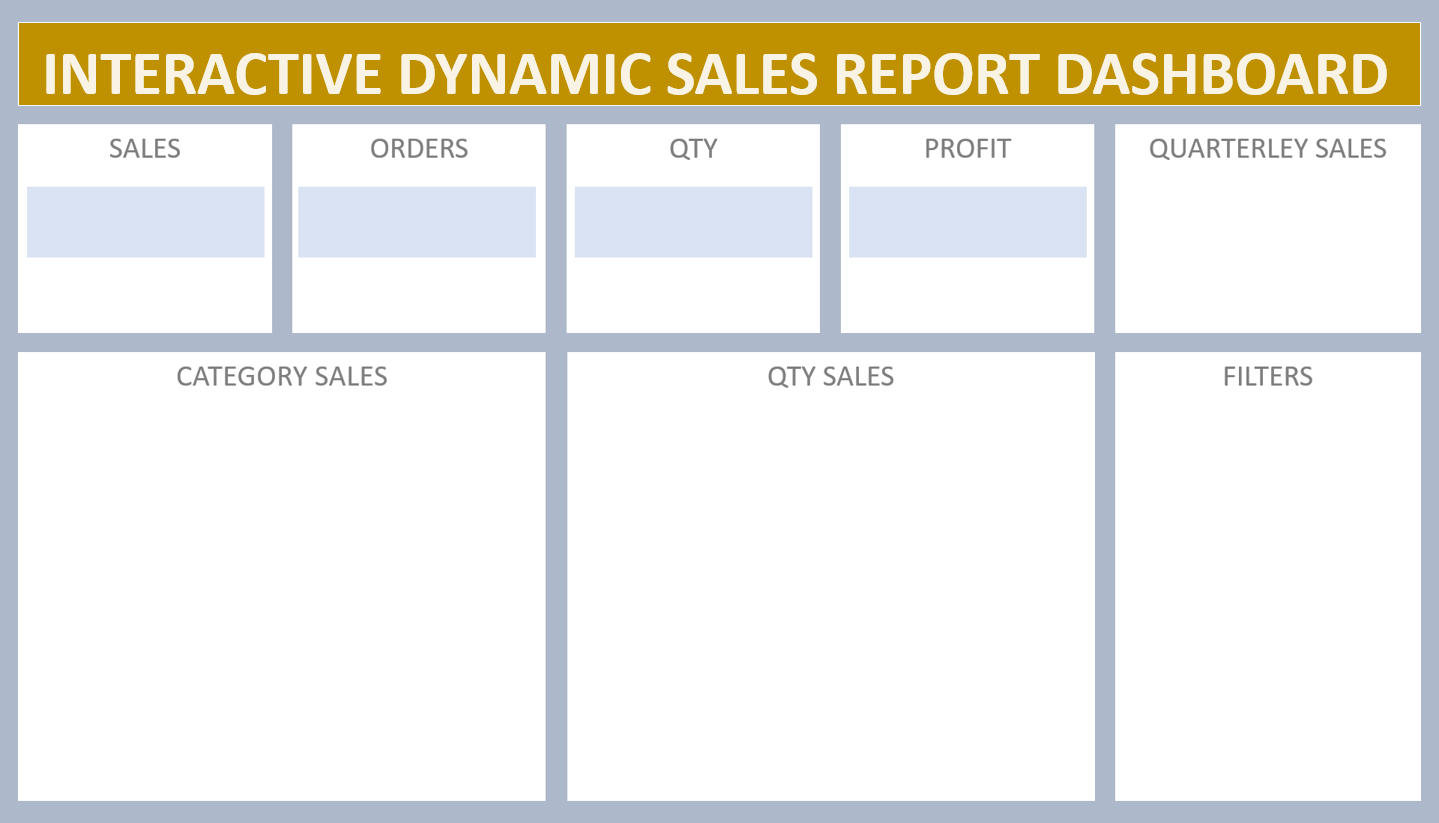 INTERACTIVE DYNAMIC SALES REPORT DASHBOARD
SALES
ORDERS
QTY
PROFIT
QUARTERLEY SALES
CATEGORY SALES
QTY SALES
FILTERS